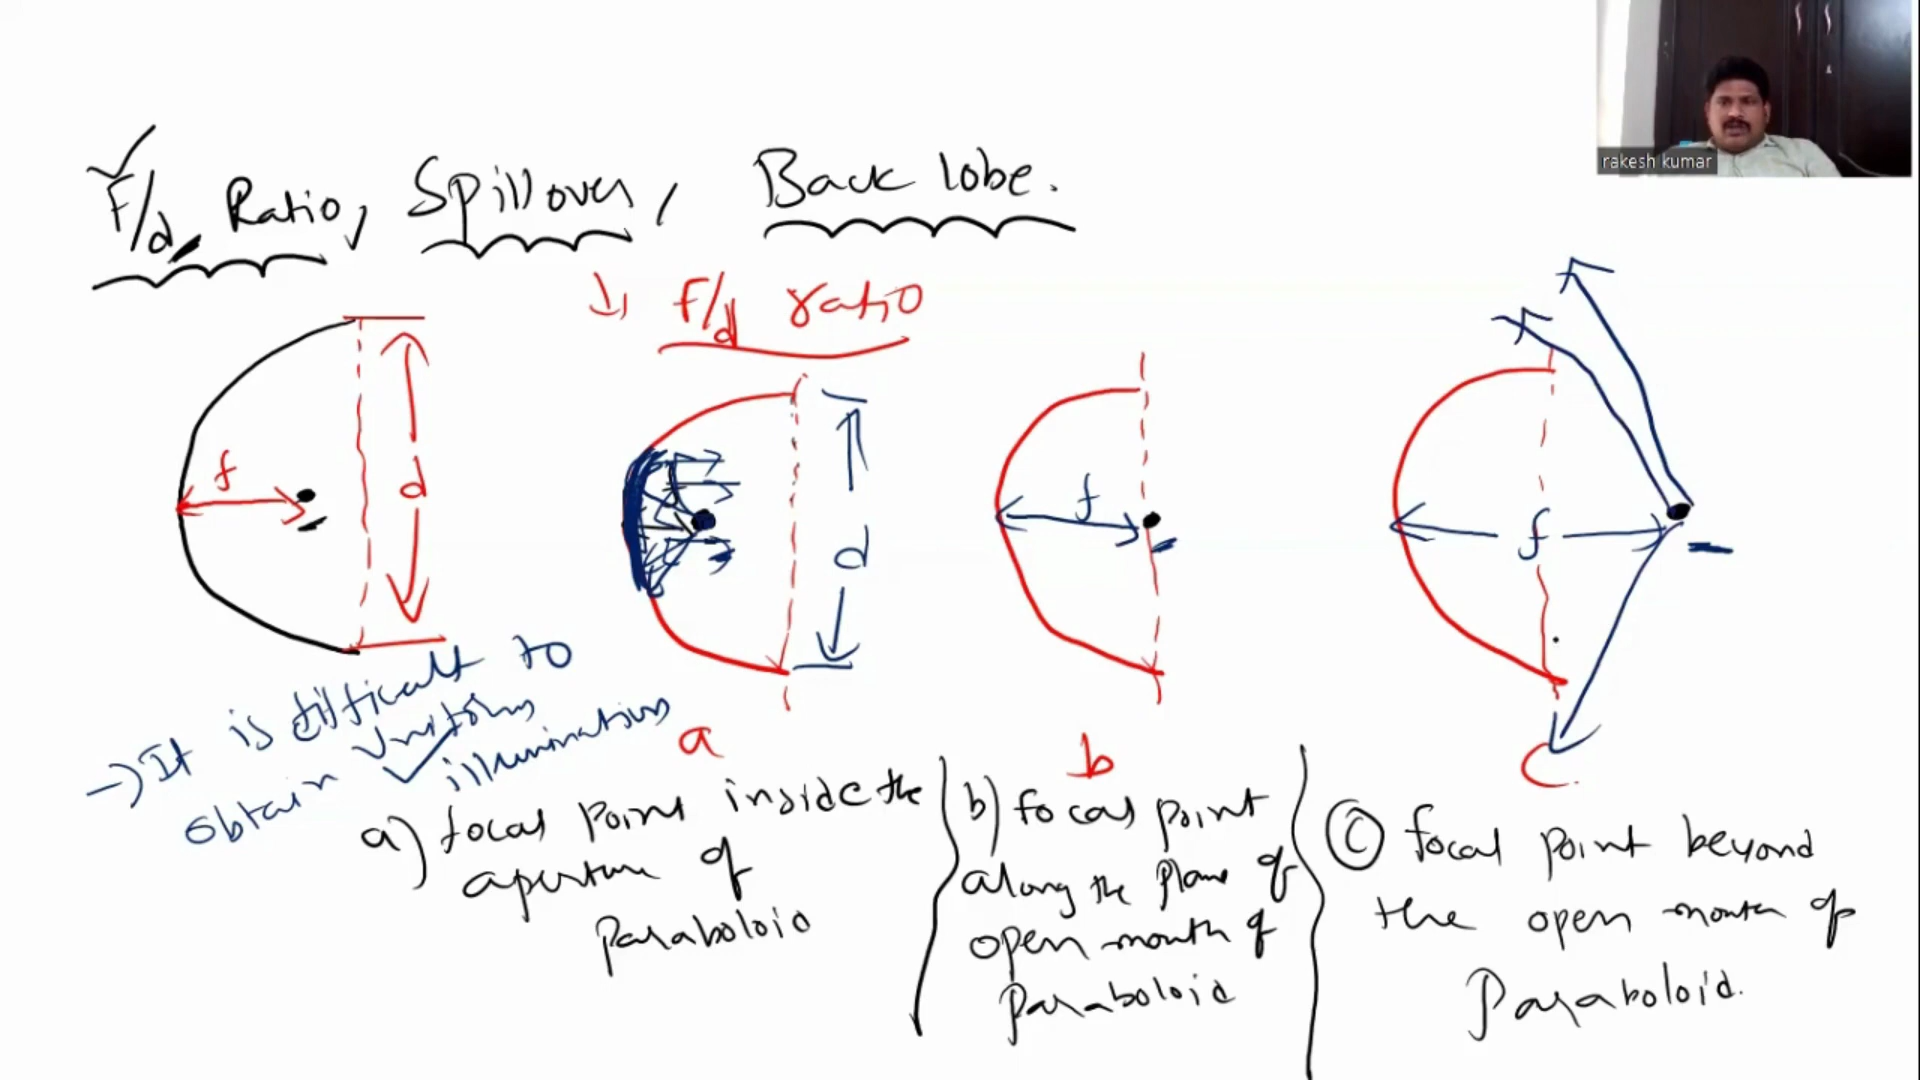 rakesh kumar
F/d Ratio, Spillover, Back lobe.
1) F/d ratio
f
d
d
f
f
→) It is difficult to
obtain uniform
illumination
a
b
C.
a) focal point inside the
aperture of
Paraboloid
b) focal point
along the plane of
open mouth of
Paraboloid
C focal point beyond
the open mouth of
Paraboloid.